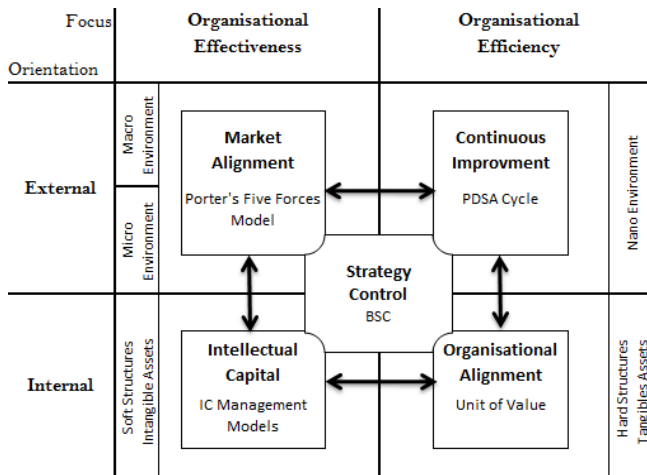 Focus
Organisational
Effectiveness
Organisational
Efficiency
Orientation
External
Macro
Environment
Micro
Environment
Market
Alignment
Porter's Five Forces
Model
Continuous
Improvment
PDSA Cycle
Nano Environment
Strategy
Control
BSC
Internal
Soft Structures
Intangible Assets
Intellectual
Capital
IC Management
Models
Organisational
Alignment
Unit of Value
Hard Structures
Tangibles Assets